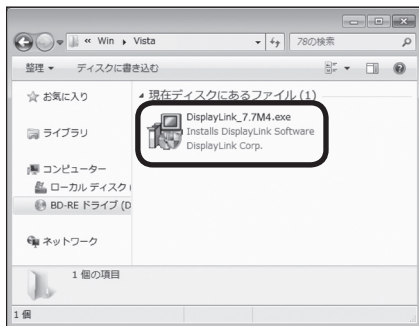 « Win ▸ Vista
78の検索
整理 ▼ ディスクに書き込む
お気に入り
現在ディスクにあるファイル (1)
DisplayLink_7.7M4.exe
Installs DisplayLink Software
DisplayLink Corp.
ライブラリ
コンピューター
ローカル ディスク (
BD-RE ドライブ (D
ネットワーク
1 個の項目
1 個